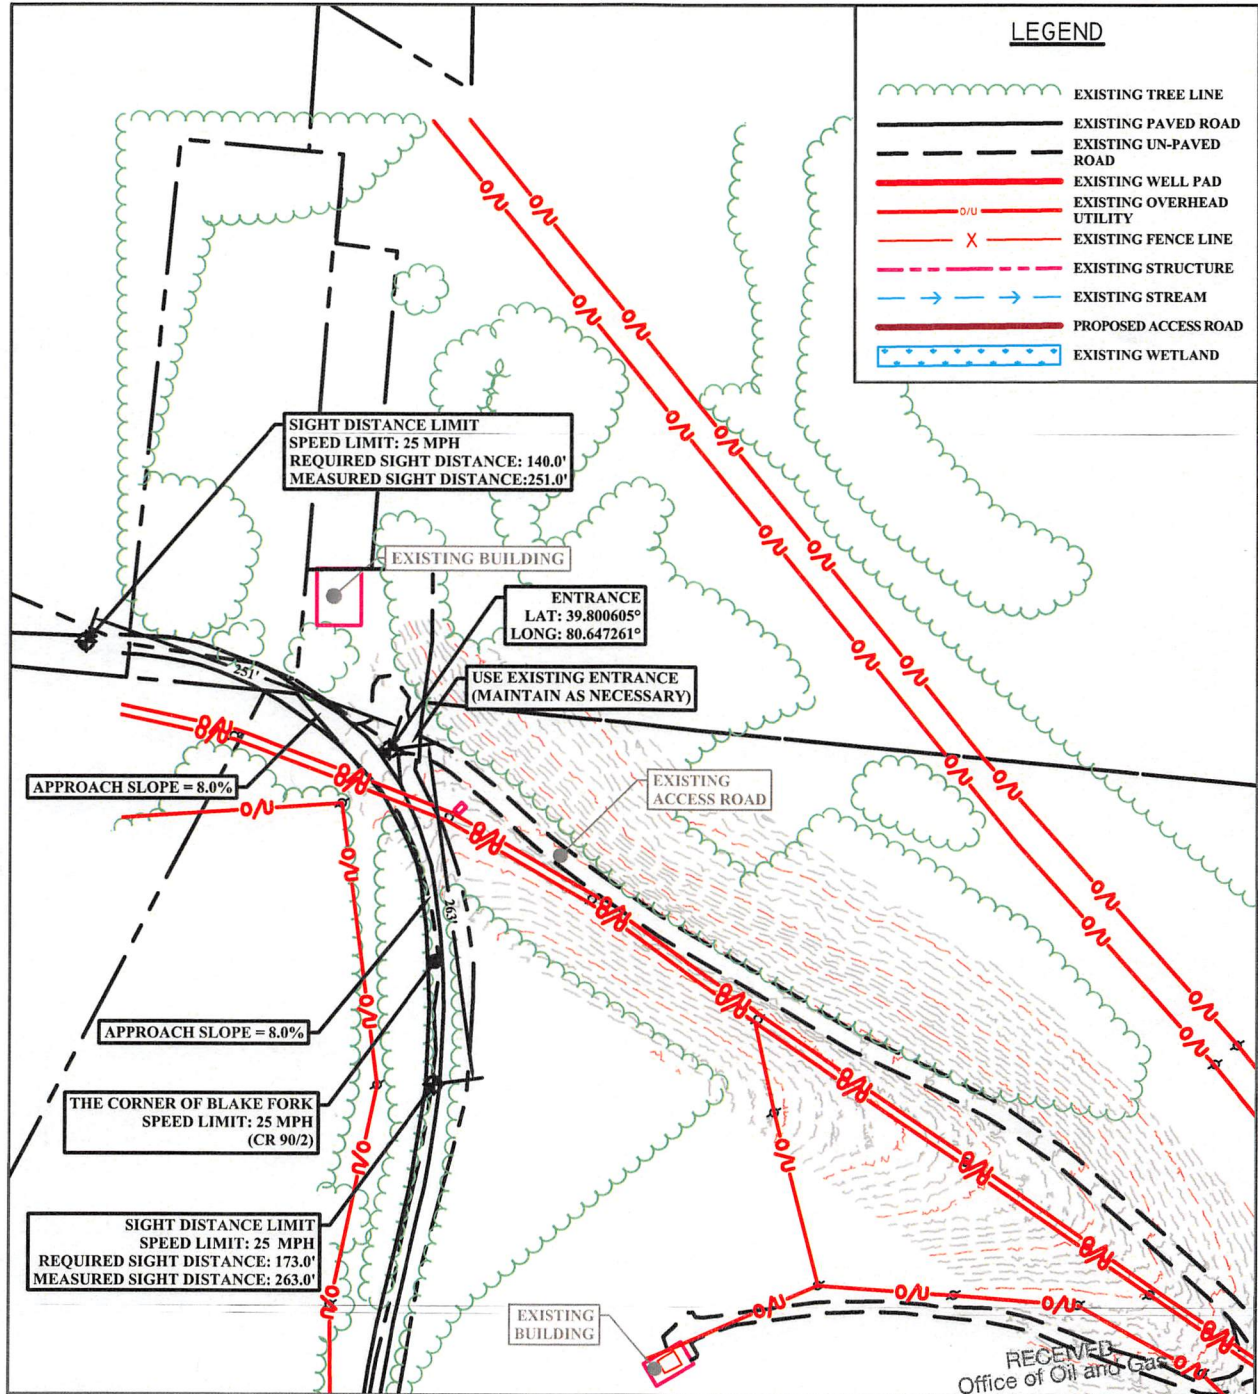 LEGEND
EXISTING TREE LINE
EXISTING PAVED ROAD
EXISTING UN-PAVED
ROAD
EXISTING WELL PAD
O/U
EXISTING OVERHEAD
UTILITY
X
EXISTING FENCE LINE
EXISTING STRUCTURE
EXISTING STREAM
PROPOSED ACCESS ROAD
EXISTING WETLAND
SIGHT DISTANCE LIMIT
SPEED LIMIT: 25 MPH
REQUIRED SIGHT DISTANCE: 140.0'
MEASURED SIGHT DISTANCE:251.0'
EXISTING BUILDING
ENTRANCE
LAT: 39.800605°
LONG: 80.647261°
USE EXISTING ENTRANCE
(MAINTAIN AS NECESSARY)
251'
APPROACH SLOPE = 8.0%
EXISTING
ACCESS ROAD
263'
APPROACH SLOPE = 8.0%
THE CORNER OF BLAKE FORK
SPEED LIMIT: 25 MPH
(CR 90/2)
SIGHT DISTANCE LIMIT
SPEED LIMIT: 25 MPH
REQUIRED SIGHT DISTANCE: 173.0'
MEASURED SIGHT DISTANCE: 263.0'
EXISTING
BUILDING
RECEIVED
Office of Oil and Gas